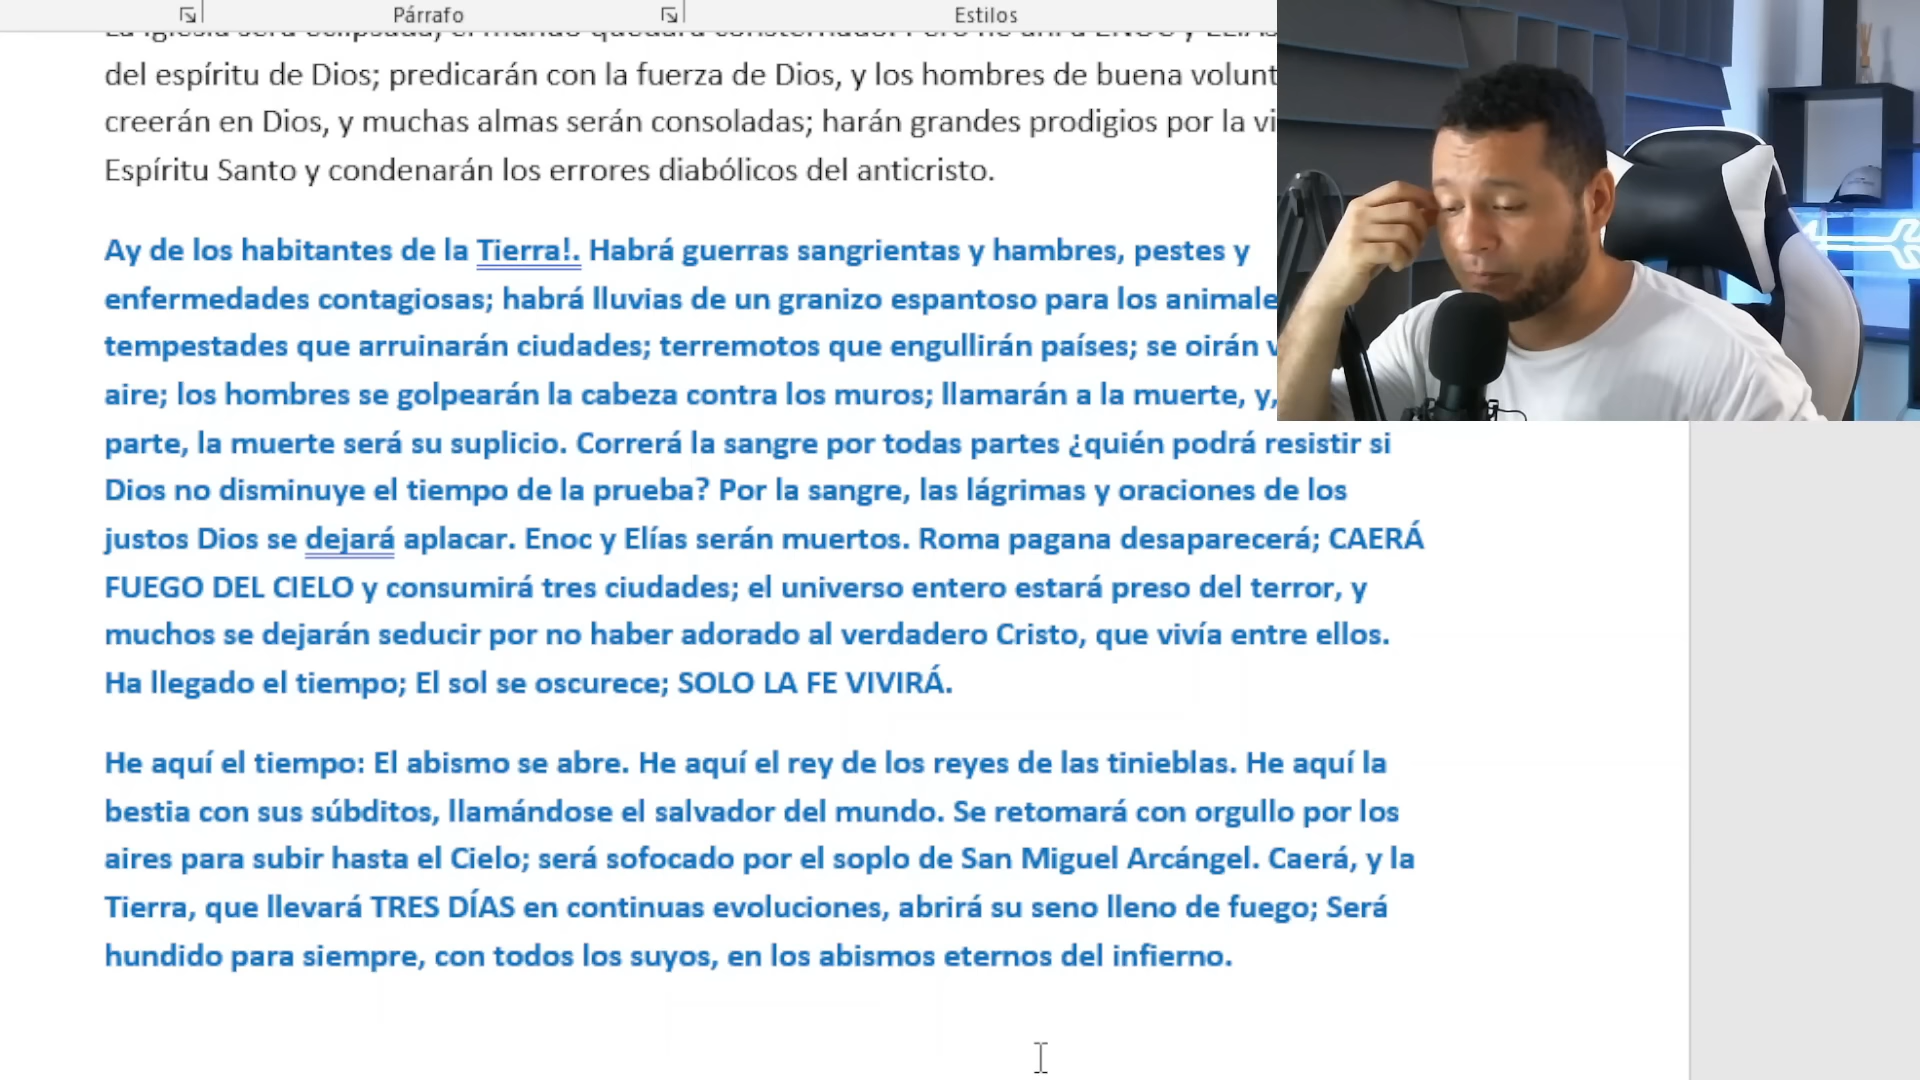 Párrafo
Estilos
del espíritu de Dios; predicarán con la fuerza de Dios, y los hombres de buena volunt
creerán en Dios, y muchas almas serán consoladas; harán grandes prodigios por la vi
Espíritu Santo y condenarán los errores diabólicos del anticristo.
Ay de los habitantes de la Tierra!. Habrá guerras sangrientas y hambres, pestes y
enfermedades contagiosas; habrá lluvias de un granizo espantoso para los animale
tempestades que arruinarán ciudades; terremotos que engullirán países; se oirán v
aire; los hombres se golpearán la cabeza contra los muros; llamarán a la muerte, y,
parte, la muerte será su suplicio. Correrá la sangre por todas partes ¿quién podrá resistir si
Dios no disminuye el tiempo de la prueba? Por la sangre, las lágrimas y oraciones de los
justos Dios se dejará aplacar. Enoc y Elías serán muertos. Roma pagana desaparecerá; CAERÁ
FUEGO DEL CIELO y consumirá tres ciudades; el universo entero estará preso del terror, y
muchos se dejarán seducir por no haber adorado al verdadero Cristo, que vivía entre ellos.
Ha llegado el tiempo; El sol se oscurece; SOLO LA FE VIVIRÁ.
He aquí el tiempo: El abismo se abre. He aquí el rey de los reyes de las tinieblas. He aquí la
bestia con sus súbditos, llamándose el salvador del mundo. Se retomará con orgullo por los
aires para subir hasta el Cielo; será sofocado por el soplo de San Miguel Arcángel. Caerá, y la
Tierra, que llevará TRES DÍAS en continuas evoluciones, abrirá su seno lleno de fuego; Será
hundido para siempre, con todos los suyos, en los abismos eternos del infierno.